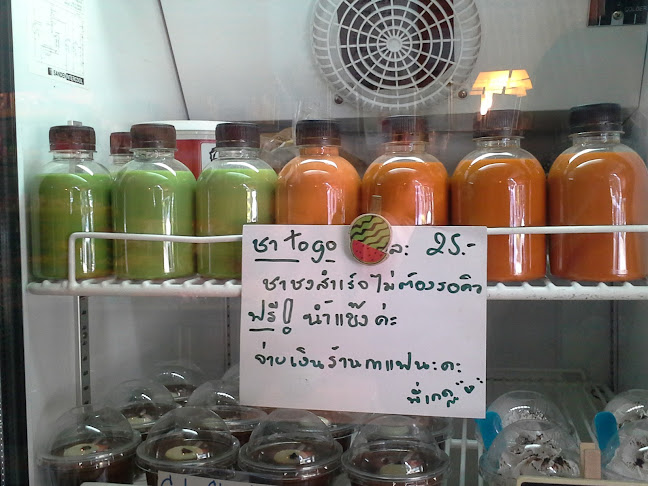 ชา togo ละ 25.-
ชาชงสำเร็จ ไม่ต้องรอคิว
ฟรี! น้ำแข็งค่ะ
จ่ายเงินร้านกาแฟนะคะ